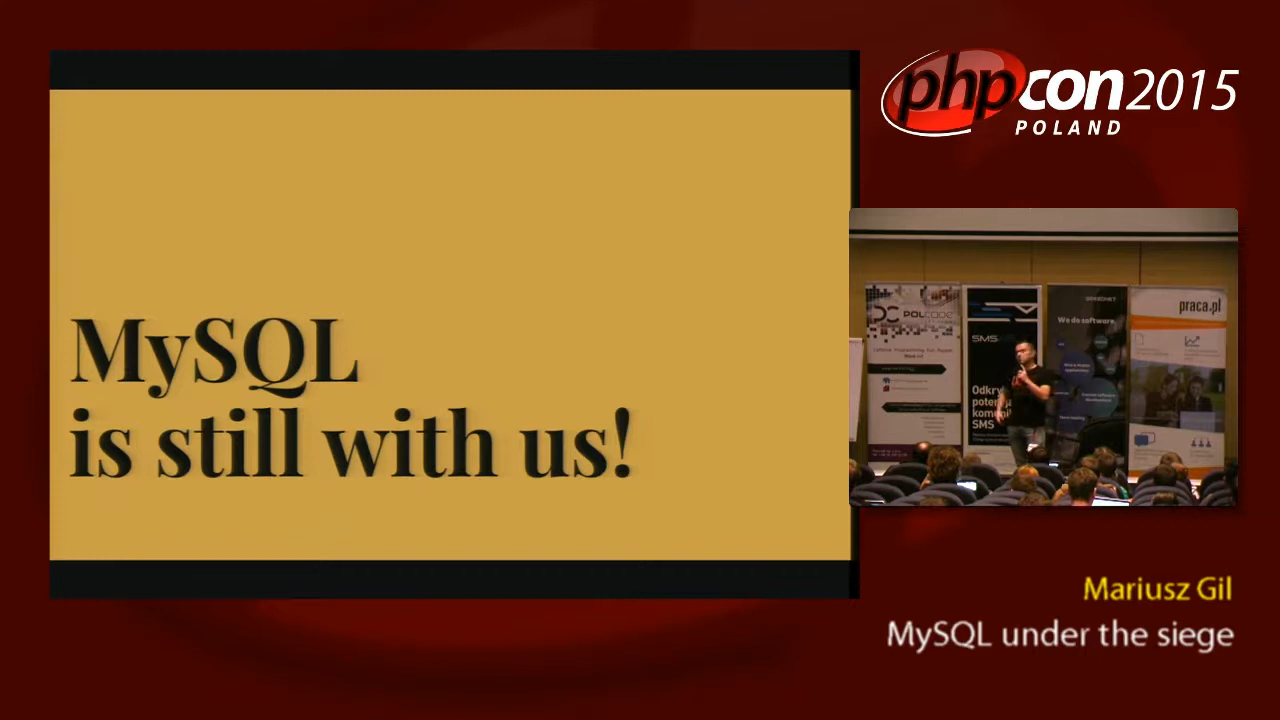 MySQL
is still with us!
phpcon2015
POLAND
POLCODE
SMS
Odkry
poten
komuni
SMS
We do software.
praca.pl
Mariusz Gil
MySQL under the siege